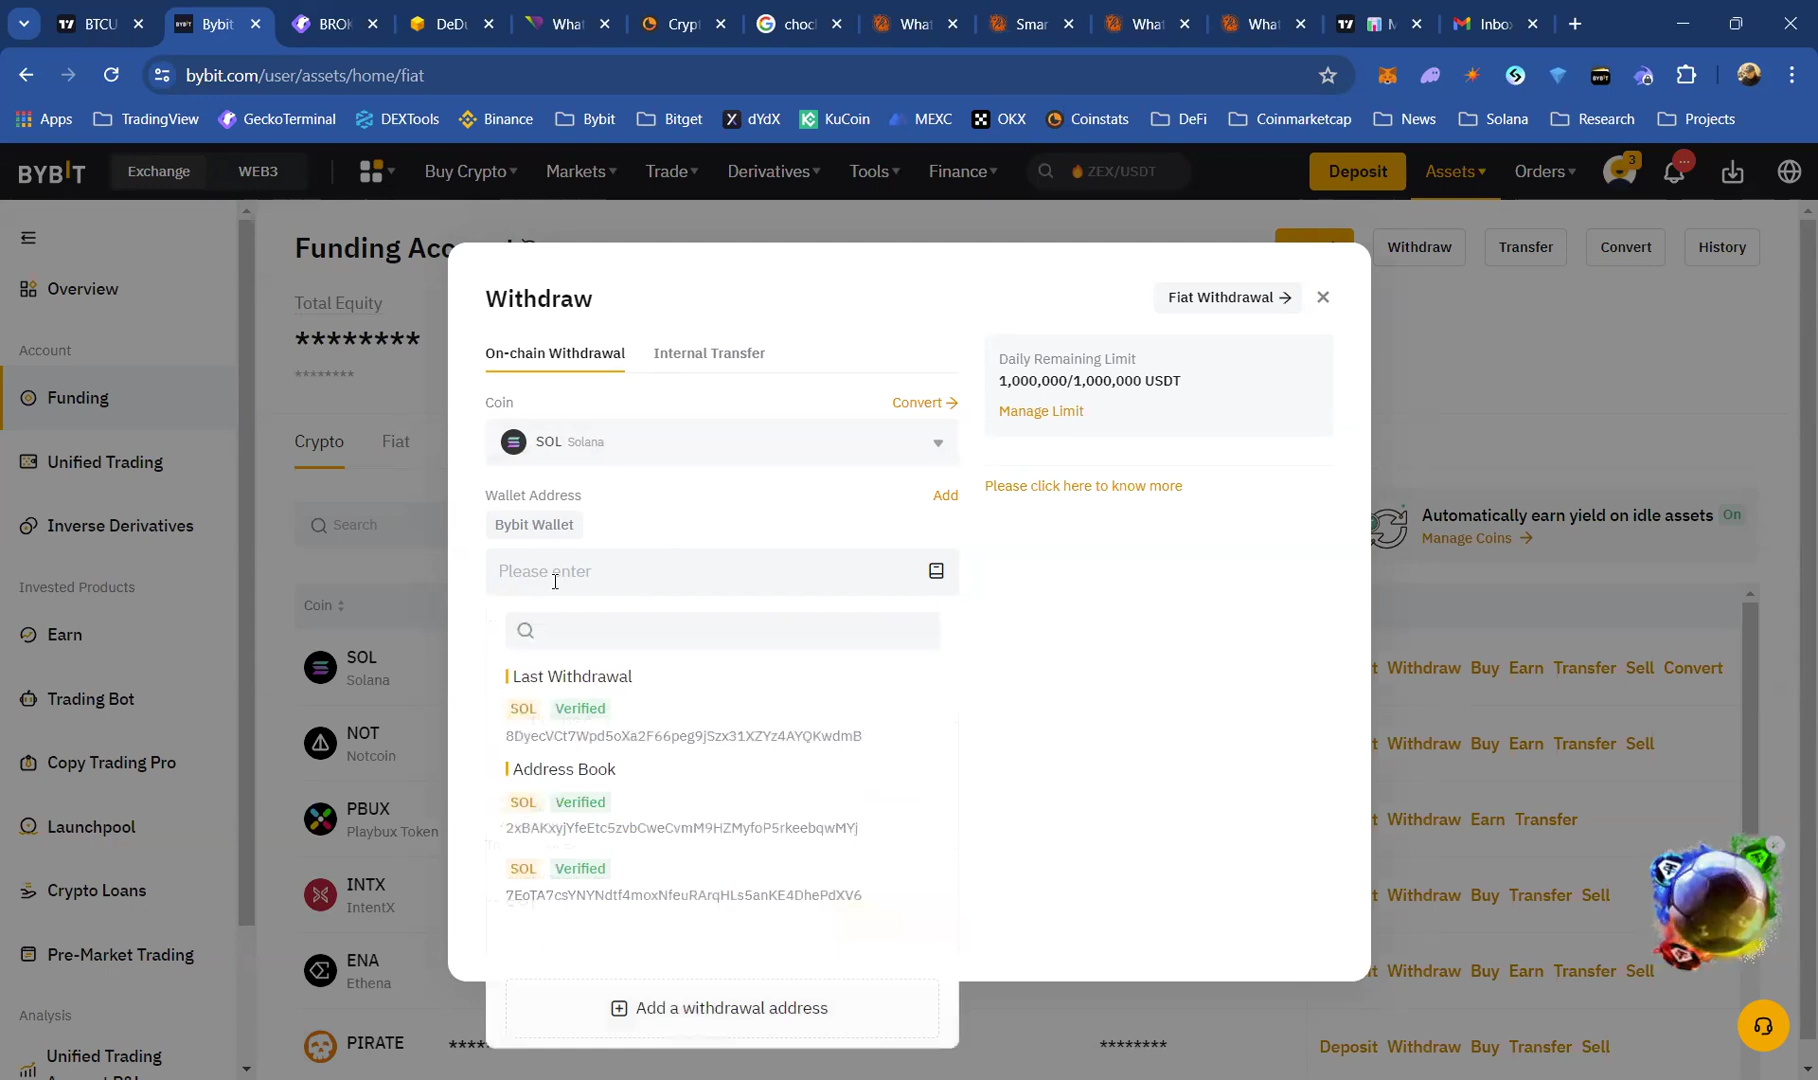 BTCU
Bybit
BROK
DeDu
What
Crypt
choc
What
Smar
What
What
M
Inbo
bybit.com/user/assets/home/fiat
Apps TradingView GeckoTerminal DEXTools Binance Bybit Bitget dYdX KuCoin MEXC OKX Coinstats DeFi Coinmarketcap News Solana Research Projects
BYBIT Exchange WEB3 Buy Crypto Markets Trade Derivatives Tools Finance ZEX/USDT Deposit Assets Orders 3
Overview
Account
Funding
Unified Trading
Inverse Derivatives
Invested Products
Earn
Trading Bot
Copy Trading Pro
Launchpool
Crypto Loans
Pre-Market Trading
Analysis
Unified Trading
Funding Acc
Withdraw Transfer Convert History
Total Equity
********
********
Crypto Fiat
Search
Automatically earn yield on idle assets On
Manage Coins →
Coin
SOL
Solana
Withdraw Buy Earn Transfer Sell Convert
NOT
Notcoin
Withdraw Buy Earn Transfer Sell
PBUX
Playbux Token
Withdraw Earn Transfer
INTX
IntentX
Withdraw Buy Transfer Sell
ENA
Ethena
Withdraw Buy Earn Transfer Sell
PIRATE
Deposit Withdraw Buy Transfer Sell
Withdraw
Fiat Withdrawal →
On-chain Withdrawal Internal Transfer
Coin Convert →
SOL Solana
Wallet Address Add
Bybit Wallet
Please enter
Last Withdrawal
SOL Verified
8DyecVCt7Wpd5oXa2F66peg9jSzx31XZYz4AYQKwdmB
Address Book
SOL Verified
2xBAKxyjYfeEtc5zvbCweCvmM9HZMyfoP5rkeebqwMYj
SOL Verified
7EoTA7csYNYNdtf4moxNfeuRArqHLs5anKE4DhePdXV6
Add a withdrawal address
Daily Remaining Limit
1,000,000/1,000,000 USDT
Manage Limit
Please click here to know more